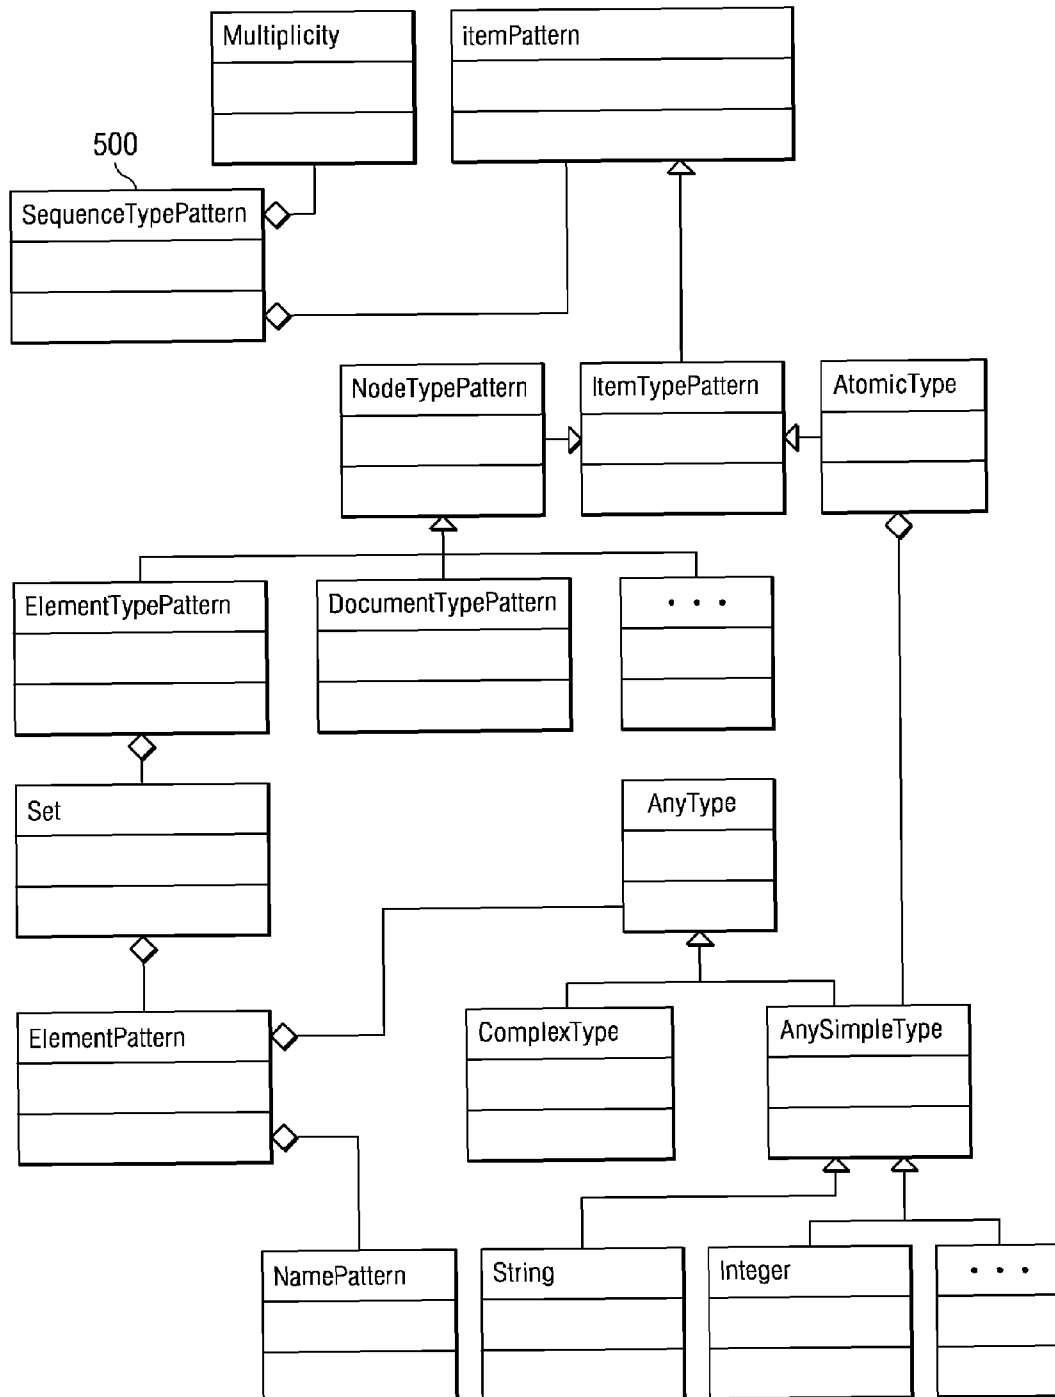 Multiplicity
itemPattern
500
SequenceTypePattern
NodeTypePattern
ItemTypePattern
AtomicType
ElementTypePattern
DocumentTypePattern
• • •
Set
AnyType
ElementPattern
ComplexType
AnySimpleType
NamePattern
String
Integer
• • •